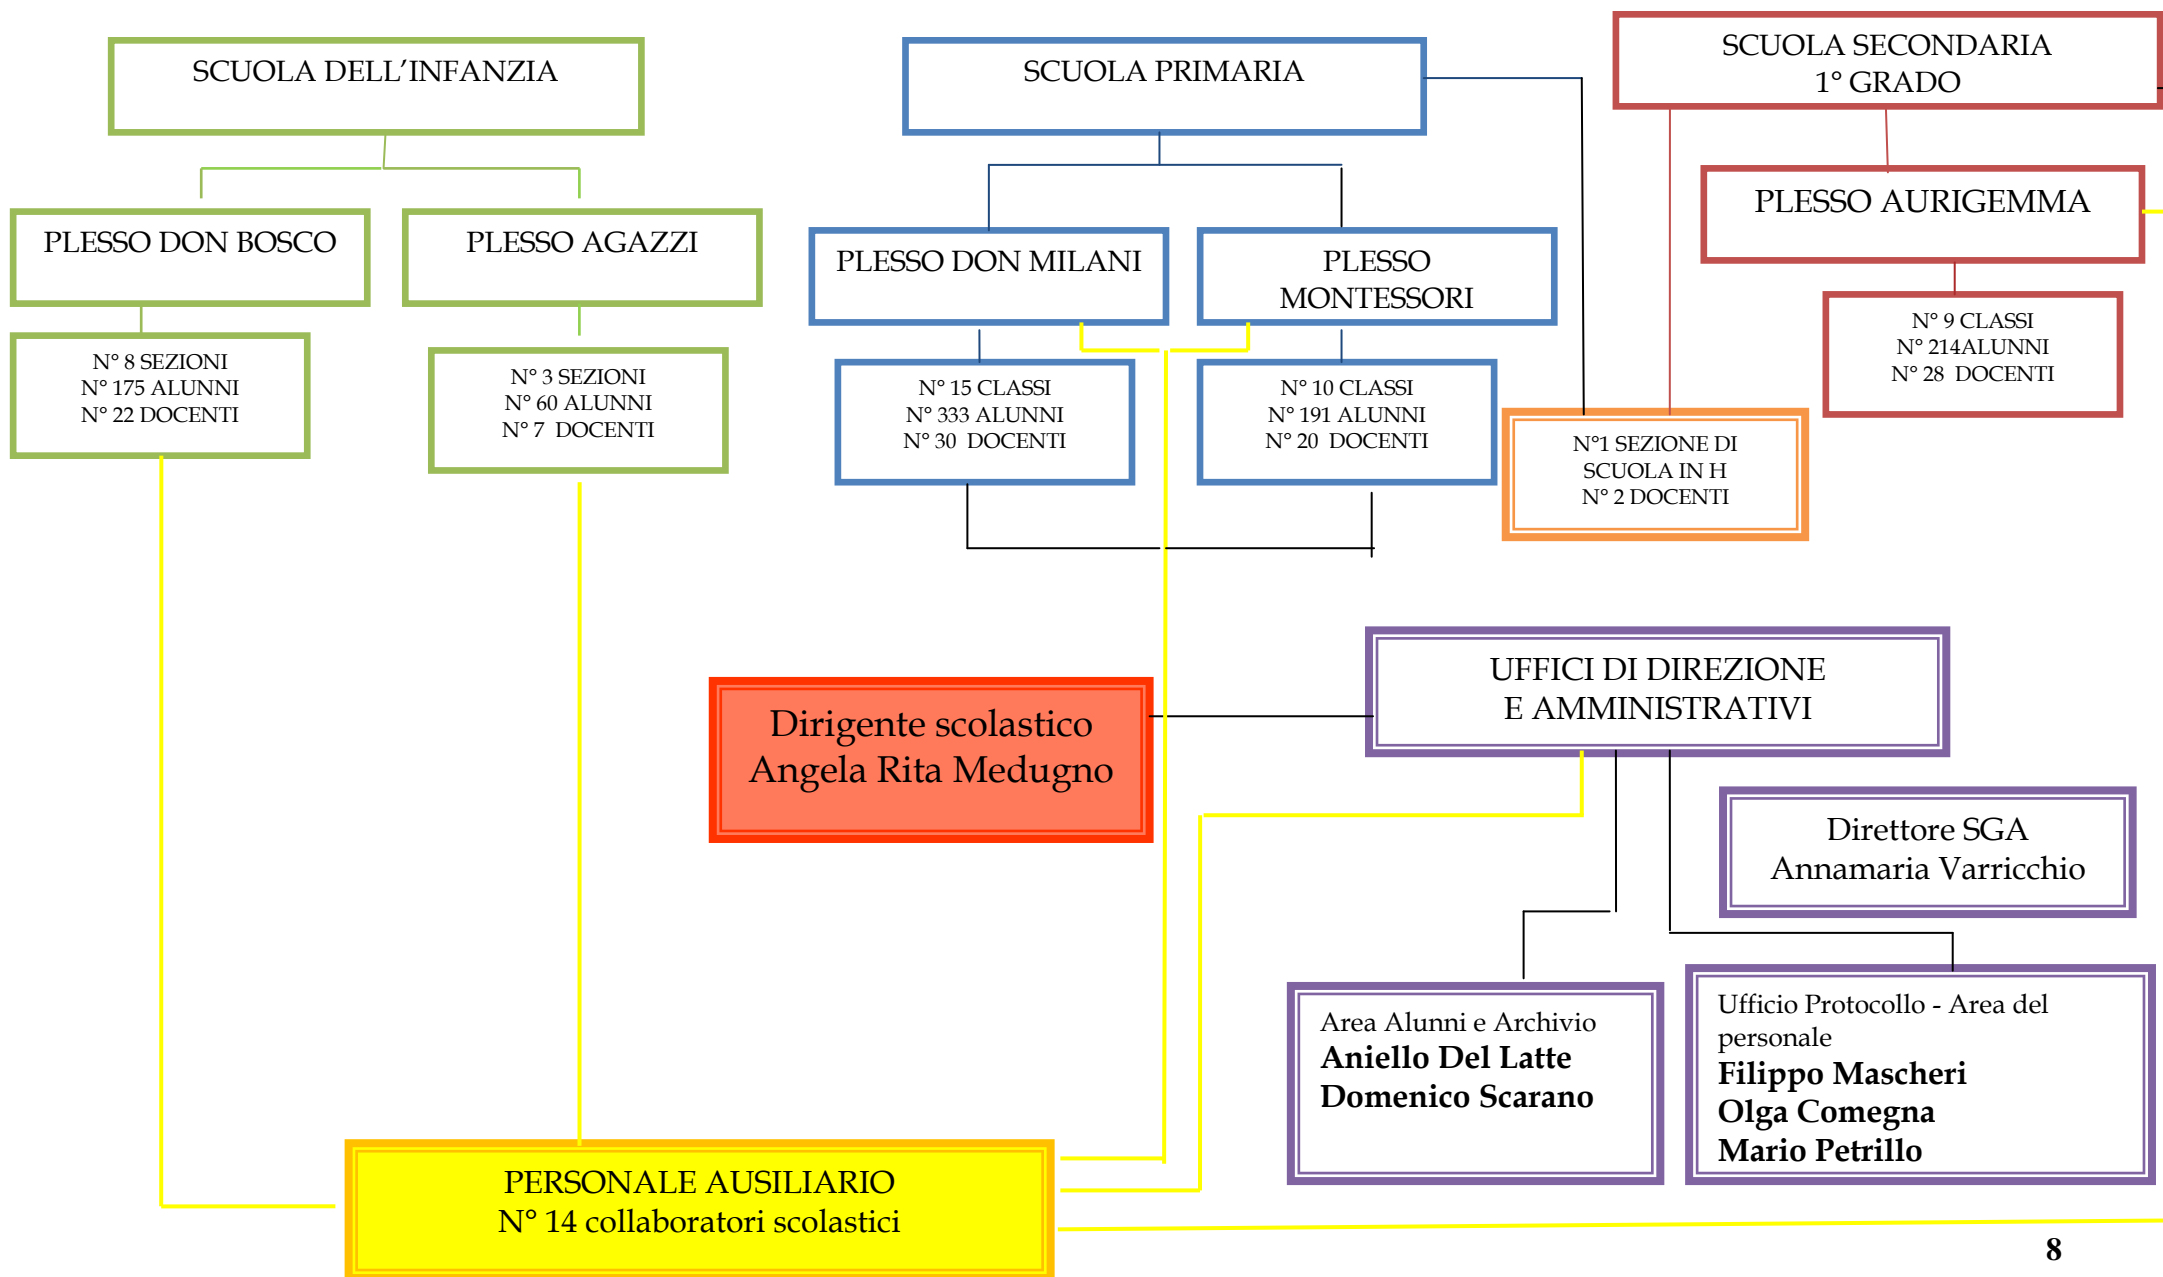 SCUOLA DELL'INFANZIA
SCUOLA PRIMARIA
SCUOLA SECONDARIA
1° GRADO
PLESSO DON BOSCO
PLESSO AGAZZI
PLESSO DON MILANI
PLESSO
MONTESSORI
PLESSO AURIGEMMA
N° 8 SEZIONI
N° 175 ALUNNI
N° 22 DOCENTI
N° 3 SEZIONI
N° 60 ALUNNI
N° 7 DOCENTI
N° 15 CLASSI
N° 333 ALUNNI
N° 30 DOCENTI
N° 10 CLASSI
N° 191 ALUNNI
N° 20 DOCENTI
N° 9 CLASSI
N° 214ALUNNI
N° 28 DOCENTI
N°1 SEZIONE DI
SCUOLA IN H
N° 2 DOCENTI
Dirigente scolastico
Angela Rita Medugno
UFFICI DI DIREZIONE
E AMMINISTRATIVI
Direttore SGA
Annamaria Varricchio
Area Alunni e Archivio
Aniello Del Latte
Domenico Scarano
Ufficio Protocollo - Area del
personale
Filippo Mascheri
Olga Comegna
Mario Petrillo
PERSONALE AUSILIARIO
N° 14 collaboratori scolastici
8